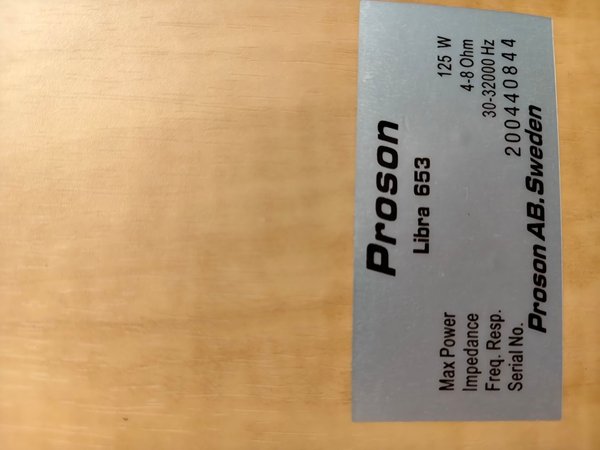 Proson
Libra 653
Max Power 125 W
Impedance 4-8 Ohm
Freq. Resp. 30-32000 Hz
Serial No. 200440844
Proson AB. Sweden